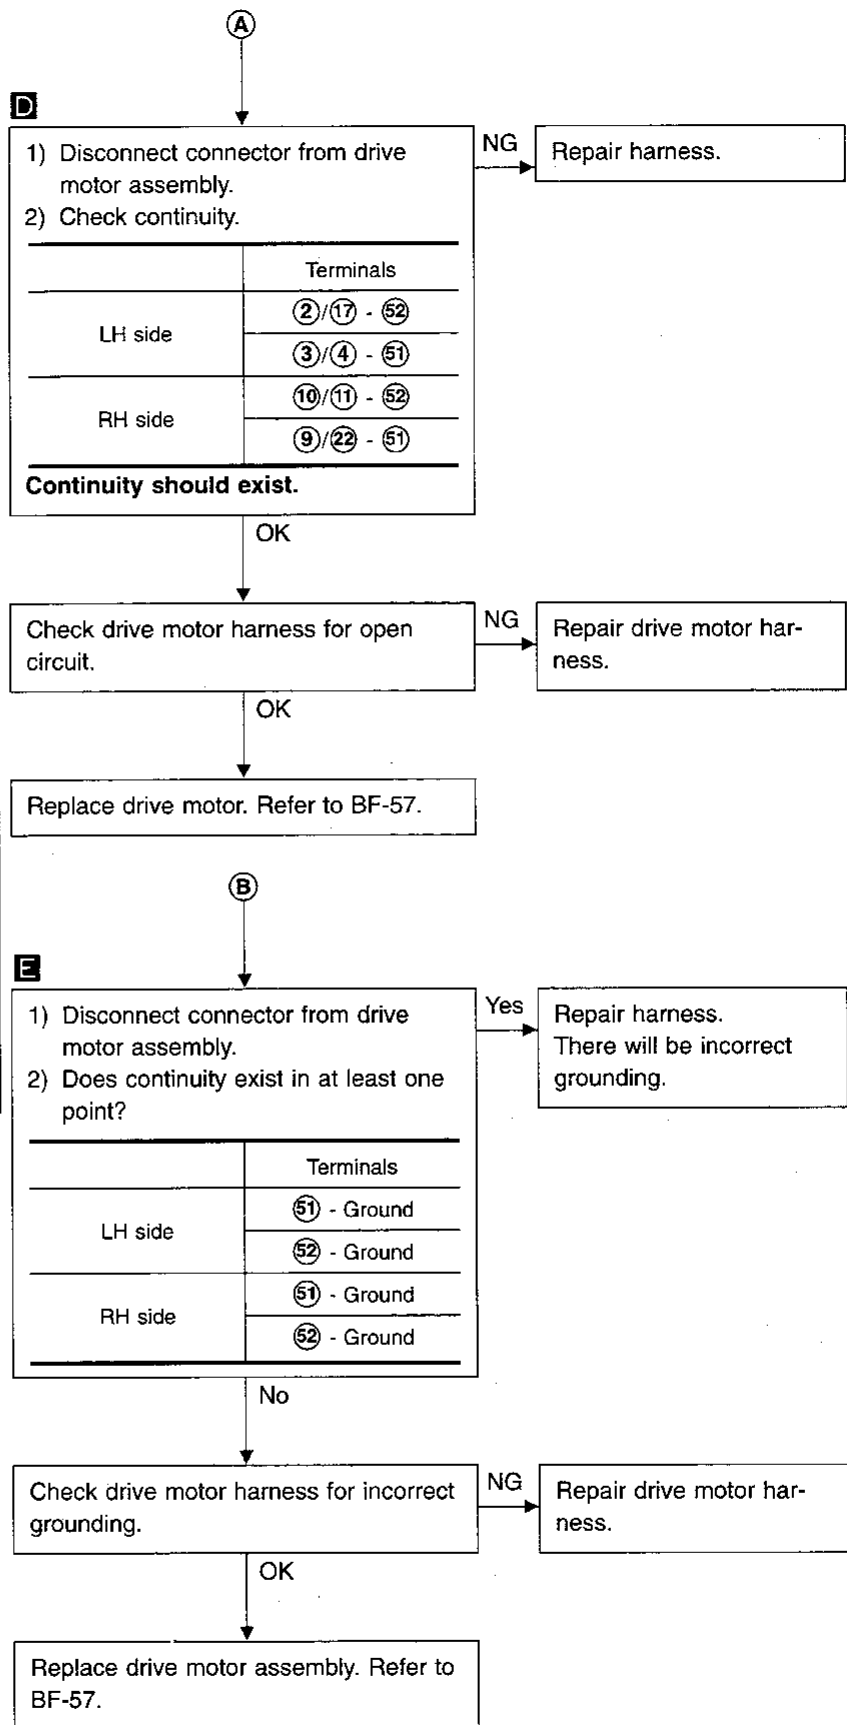 A
D
1) Disconnect connector from drive
motor assembly.
2) Check continuity.
Terminals
LH side
2/17 - 52
3/4 - 51
RH side
10/11 - 52
9/22 - 51
Continuity should exist.
NG
Repair harness.
OK
Check drive motor harness for open
circuit.
NG
Repair drive motor har-
ness.
OK
Replace drive motor. Refer to BF-57.
B
E
1) Disconnect connector from drive
motor assembly.
2) Does continuity exist in at least one
point?
Terminals
LH side
51 - Ground
52 - Ground
RH side
51 - Ground
52 - Ground
Yes
Repair harness.
There will be incorrect
grounding.
No
Check drive motor harness for incorrect
grounding.
NG
Repair drive motor har-
ness.
OK
Replace drive motor assembly. Refer to
BF-57.